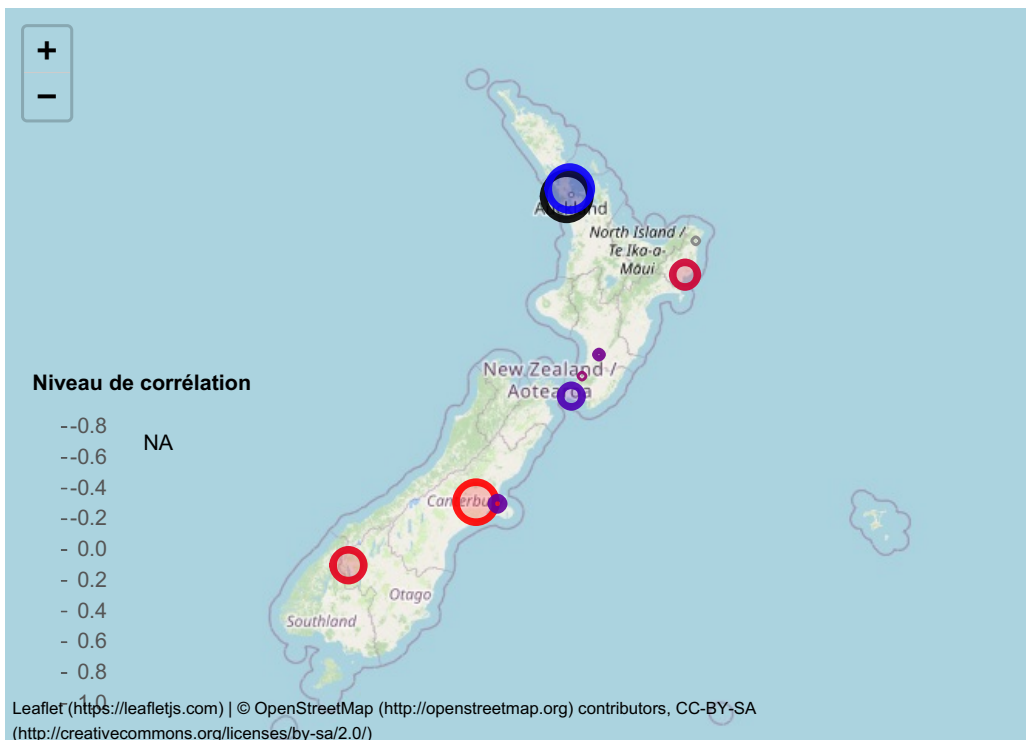 +
−
Auckland
North Island /
Te Ika-a-
Māui
New Zealand /
Aotearoa
Niveau de corrélation
--0.8
NA
--0.6
--0.4
--0.2
- 0.0
- 0.2
- 0.4
- 0.6
- 0.8
- 1.0
Canterbury
Otago
Southland
Leaflet (https://leafletjs.com) | © OpenStreetMap (http://openstreetmap.org) contributors, CC-BY-SA
(http://creativecommons.org/licenses/by-sa/2.0/)